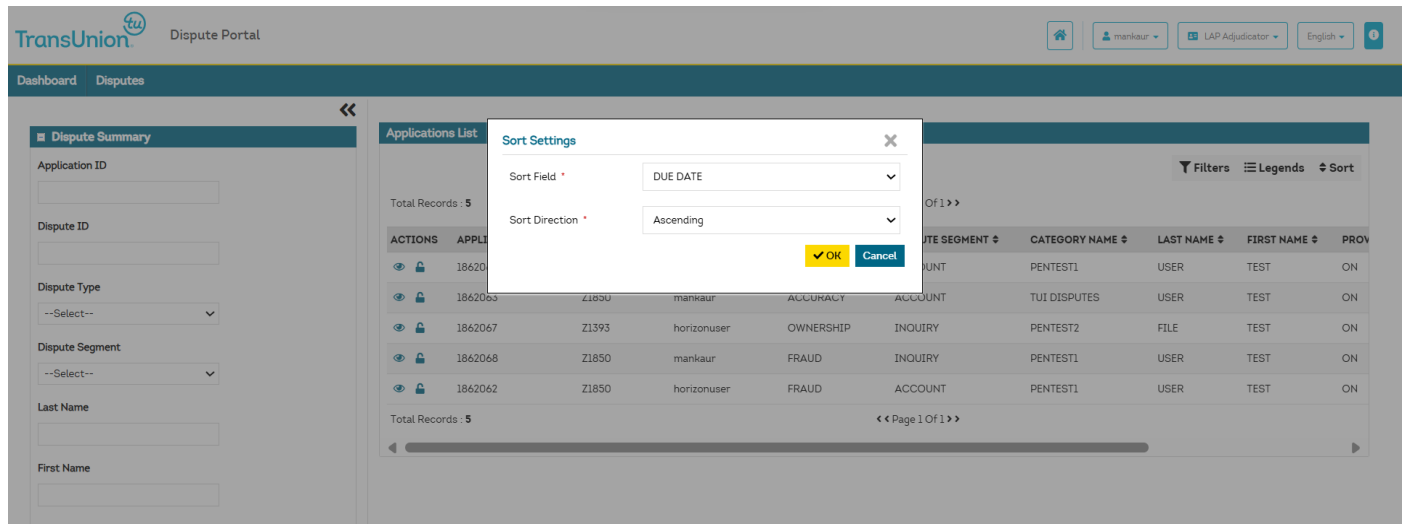 tu
TransUnion. Dispute Portal mankaur LAP Adjudicator English
Dashboard Disputes
Dispute Summary
Application ID
Dispute ID
Dispute Type
--Select--
Dispute Segment
--Select--
Last Name
First Name
Applications List
Filters Legends Sort
Total Records : 5 Of 1
Sort Settings
Sort Field * DUE DATE
Sort Direction * Ascending
OK Cancel
ACTIONS CATEGORY NAME LAST NAME FIRST NAME
PENTEST1 USER TEST ON
1862063 Z1850 mankaur ACCURACY ACCOUNT TUI DISPUTES USER TEST ON
1862067 Z1393 horizonuser OWNERSHIP INQUIRY PENTEST2 FILE TEST ON
1862068 Z1850 mankaur FRAUD INQUIRY PENTEST1 USER TEST ON
1862062 Z1850 horizonuser FRAUD ACCOUNT PENTEST1 USER TEST ON
Total Records : 5 Page 1 Of 1